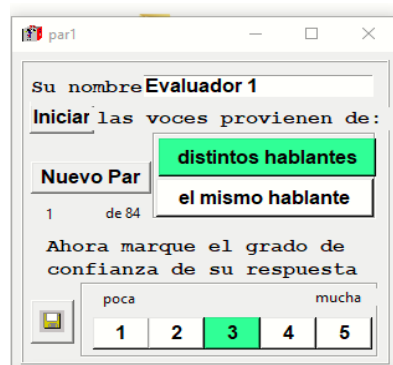 par1
Su nombre Evaluador 1
Iniciar las voces provienen de:
distintos hablantes
Nuevo Par
el mismo hablante
1 de 84
Ahora marque el grado de
confianza de su respuesta
poca mucha
1 2 3 4 5